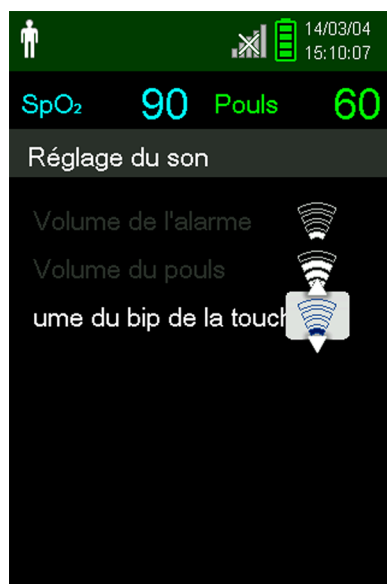 14/03/04
15:10:07
SpO₂ 90 Pouls 60
Réglage du son
Volume de l'alarme
Volume du pouls
ume du bip de la touch